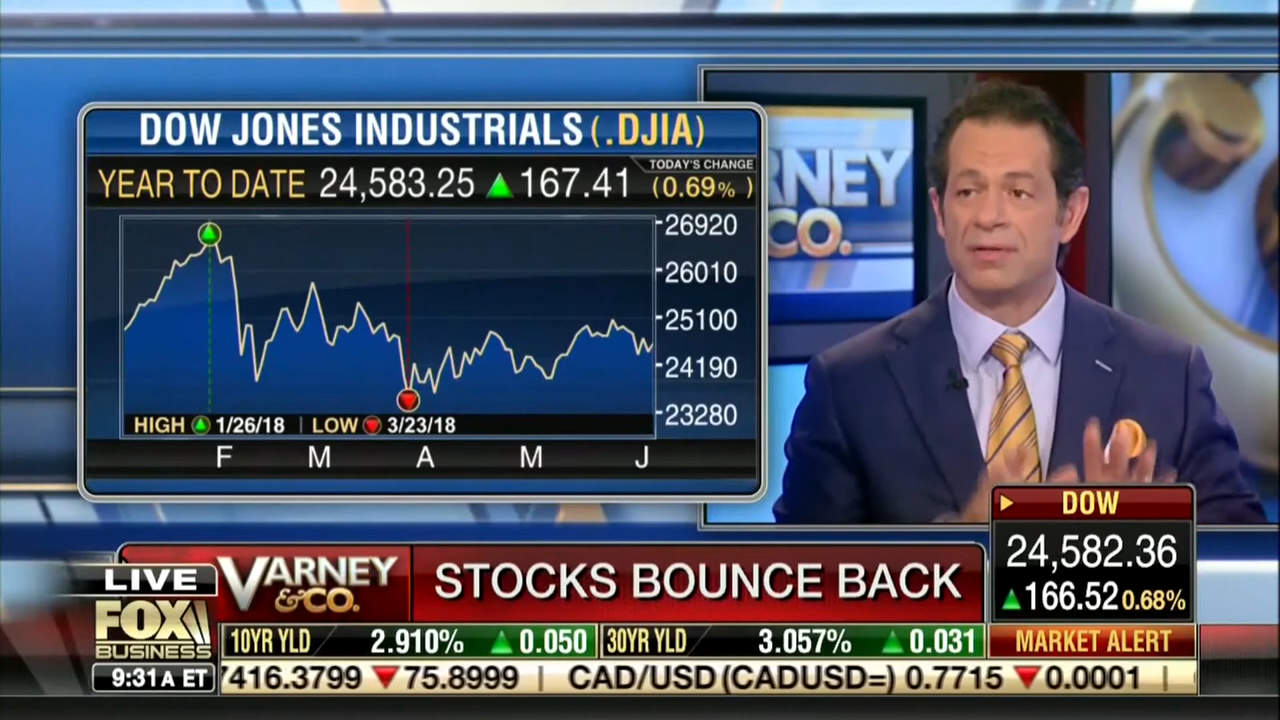 DOW JONES INDUSTRIALS (.DJIA)
TODAY'S CHANGE
YEAR TO DATE 24,583.25 ▲ 167.41 (0.69%)
26920
26010
25100
24190
23280
HIGH ▲ 1/26/18 | LOW ▼ 3/23/18
F M A M J
RNEY
CO.
DOW
24,582.36
▲ 166.52 0.68%
MARKET ALERT
LIVE
VARNEY
& CO.
STOCKS BOUNCE BACK
FOX
BUSINESS
10YR YLD 2.910% ▲ 0.050 30YR YLD 3.057% ▲ 0.031
9:31A ET
7416.3799 ▼ 75.8999 | CAD/USD (CADUSD=) 0.7715 ▼ 0.0001 |